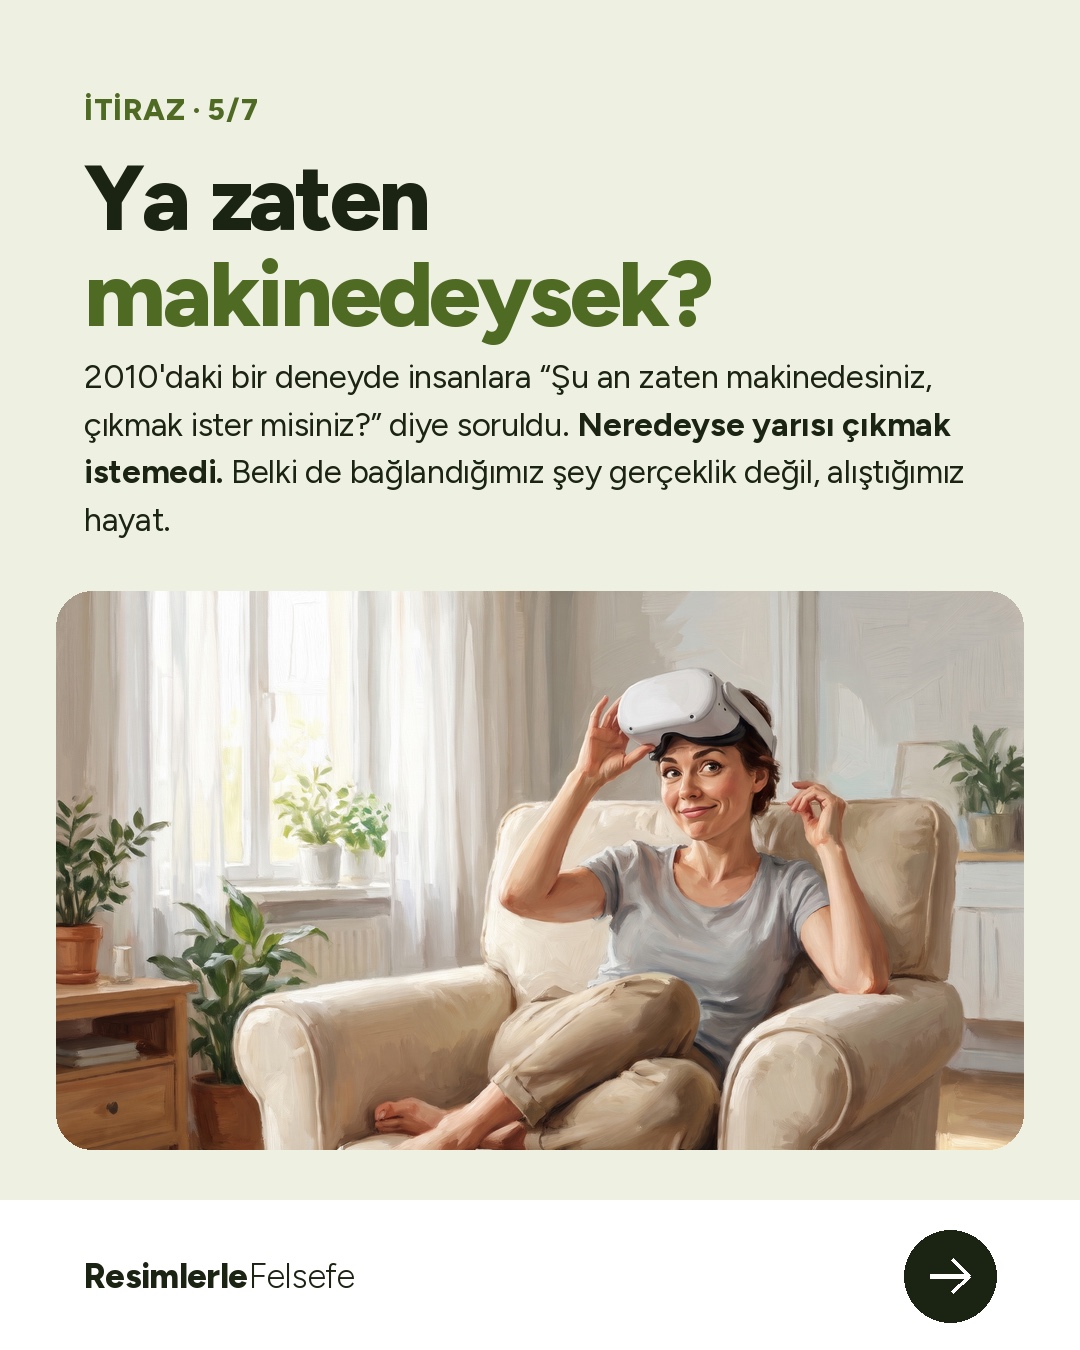 İTİRAZ · 5/7
Ya zaten
makinedeysek?
2010'daki bir deneyde insanlara “Şu an zaten makinedesiniz,
çıkmak ister misiniz?” diye soruldu. Neredeyse yarısı çıkmak
istemedi. Belki de bağlandığımız şey gerçeklik değil, alıştığımız
hayat.
ResimlerleFelsefe